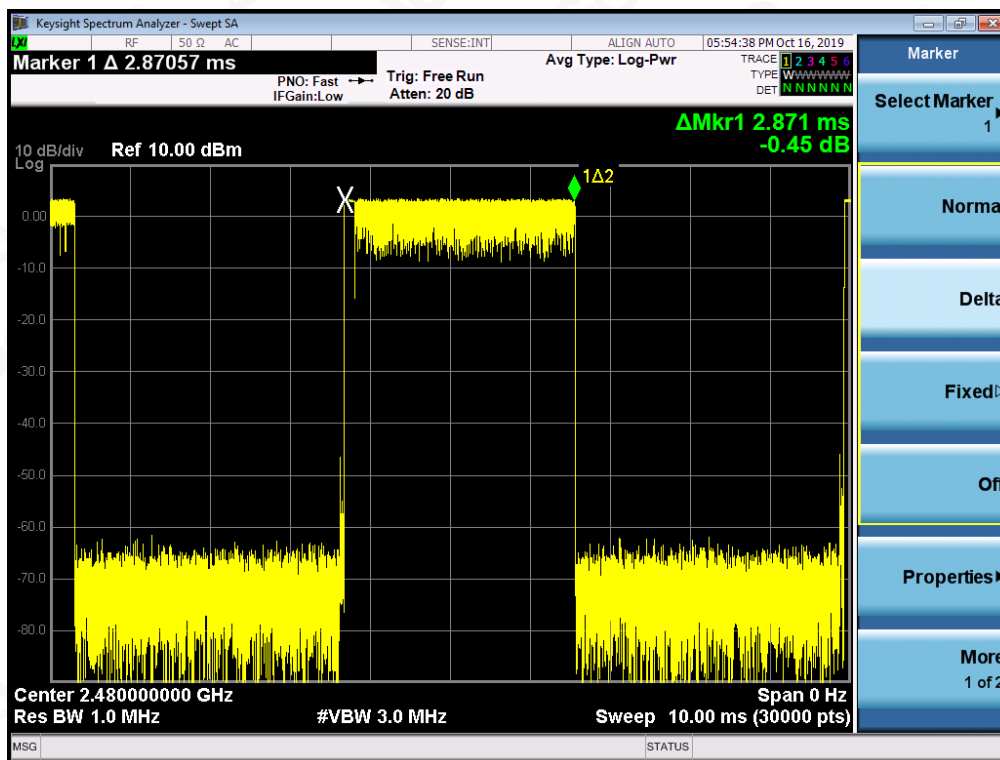 Keysight Spectrum Analyzer - Swept SA
LXI RF 50 Ω AC SENSE:INT ALIGN AUTO 05:54:38 PM Oct 16, 2019
Marker 1 Δ 2.87057 ms
PNO: Fast
IFGain:Low
Trig: Free Run
Atten: 20 dB
Avg Type: Log-Pwr
TRACE 1 2 3 4 5 6
TYPE WWWWWW
DET N N N N N N
ΔMkr1 2.871 ms
-0.45 dB
10 dB/div Ref 10.00 dBm
Log
1Δ2
0.00
-10.0
-20.0
-30.0
-40.0
-50.0
-60.0
-70.0
-80.0
Center 2.480000000 GHz Span 0 Hz
Res BW 1.0 MHz #VBW 3.0 MHz Sweep 10.00 ms (30000 pts)
MSG STATUS
Marker
Select Marker
1
Norma
Delta
Fixed
Off
Properties
More
1 of 2